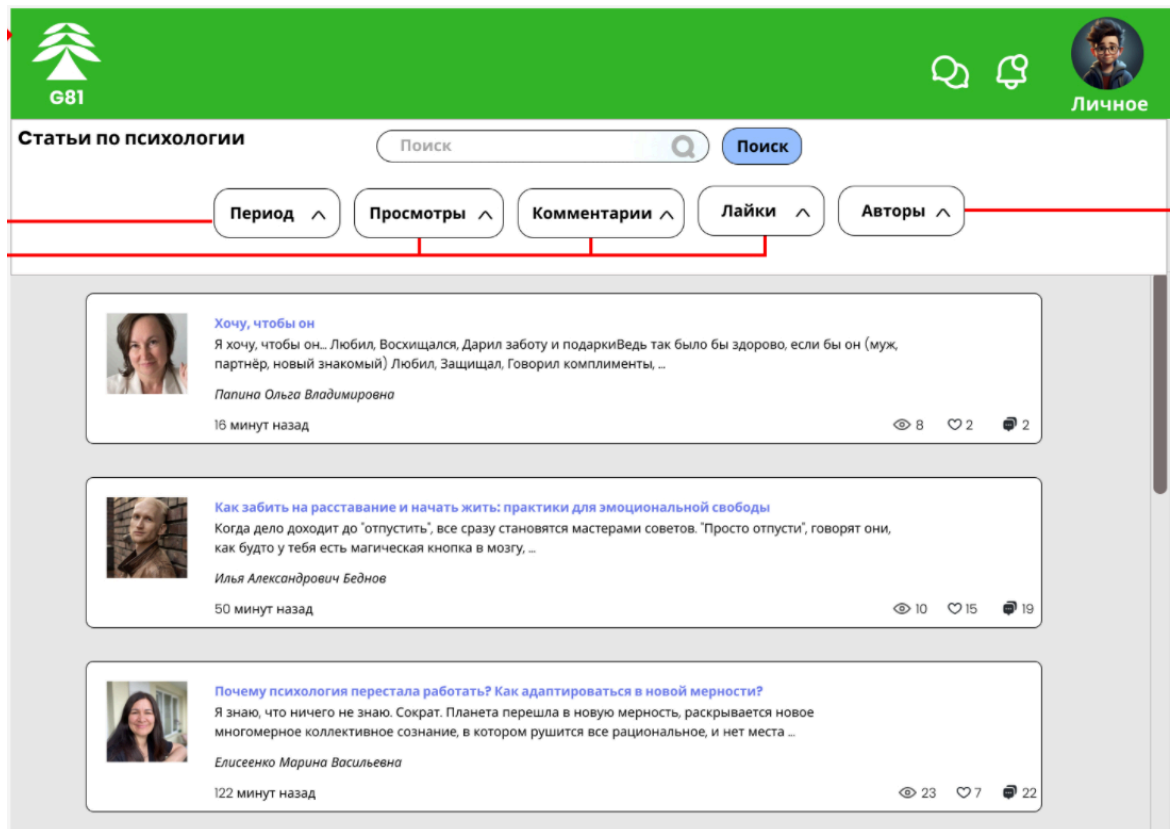 G81
Личное
Статьи по психологии
Поиск
Поиск
Период
Просмотры
Комментарии
Лайки
Авторы
Хочу, чтобы он
Я хочу, чтобы он... Любил, Восхищался, Дарил заботу и подаркиВедь так было бы здорово, если бы он (муж,
партнёр, новый знакомый) Любил, Защищал, Говорил комплименты, ...
Папина Ольга Владимировна
16 минут назад
8
2
2
Как забить на расставание и начать жить: практики для эмоциональной свободы
Когда дело доходит до "отпустить", все сразу становятся мастерами советов. "Просто отпусти", говорят они,
как будто у тебя есть магическая кнопка в мозгу, ...
Илья Александрович Беднов
50 минут назад
10
15
19
Почему психология перестала работать? Как адаптироваться в новой мерности?
Я знаю, что ничего не знаю. Сократ. Планета перешла в новую мерность, раскрывается новое
многомерное коллективное сознание, в котором рушится все рациональное, и нет места ...
Елисеенко Марина Васильевна
122 минут назад
23
7
22